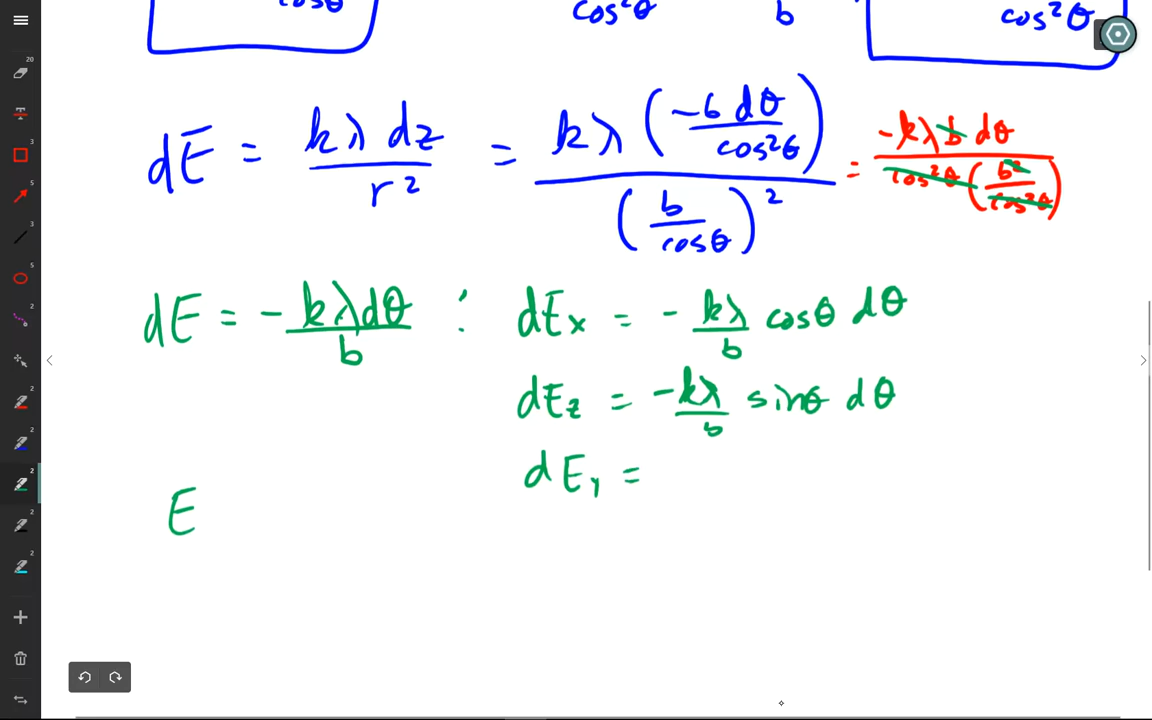 cosθ cos²θ b cos²θ
dE = kλ dz / r² = kλ (-b dθ / cos²θ) / (b / cosθ)² = -kλ b dθ / cos²θ (b² / cos²θ)
dE = - kλdθ / b : dEx = - kλ / b cosθ dθ
dEz = -kλ / b sinθ dθ
dEy =
E